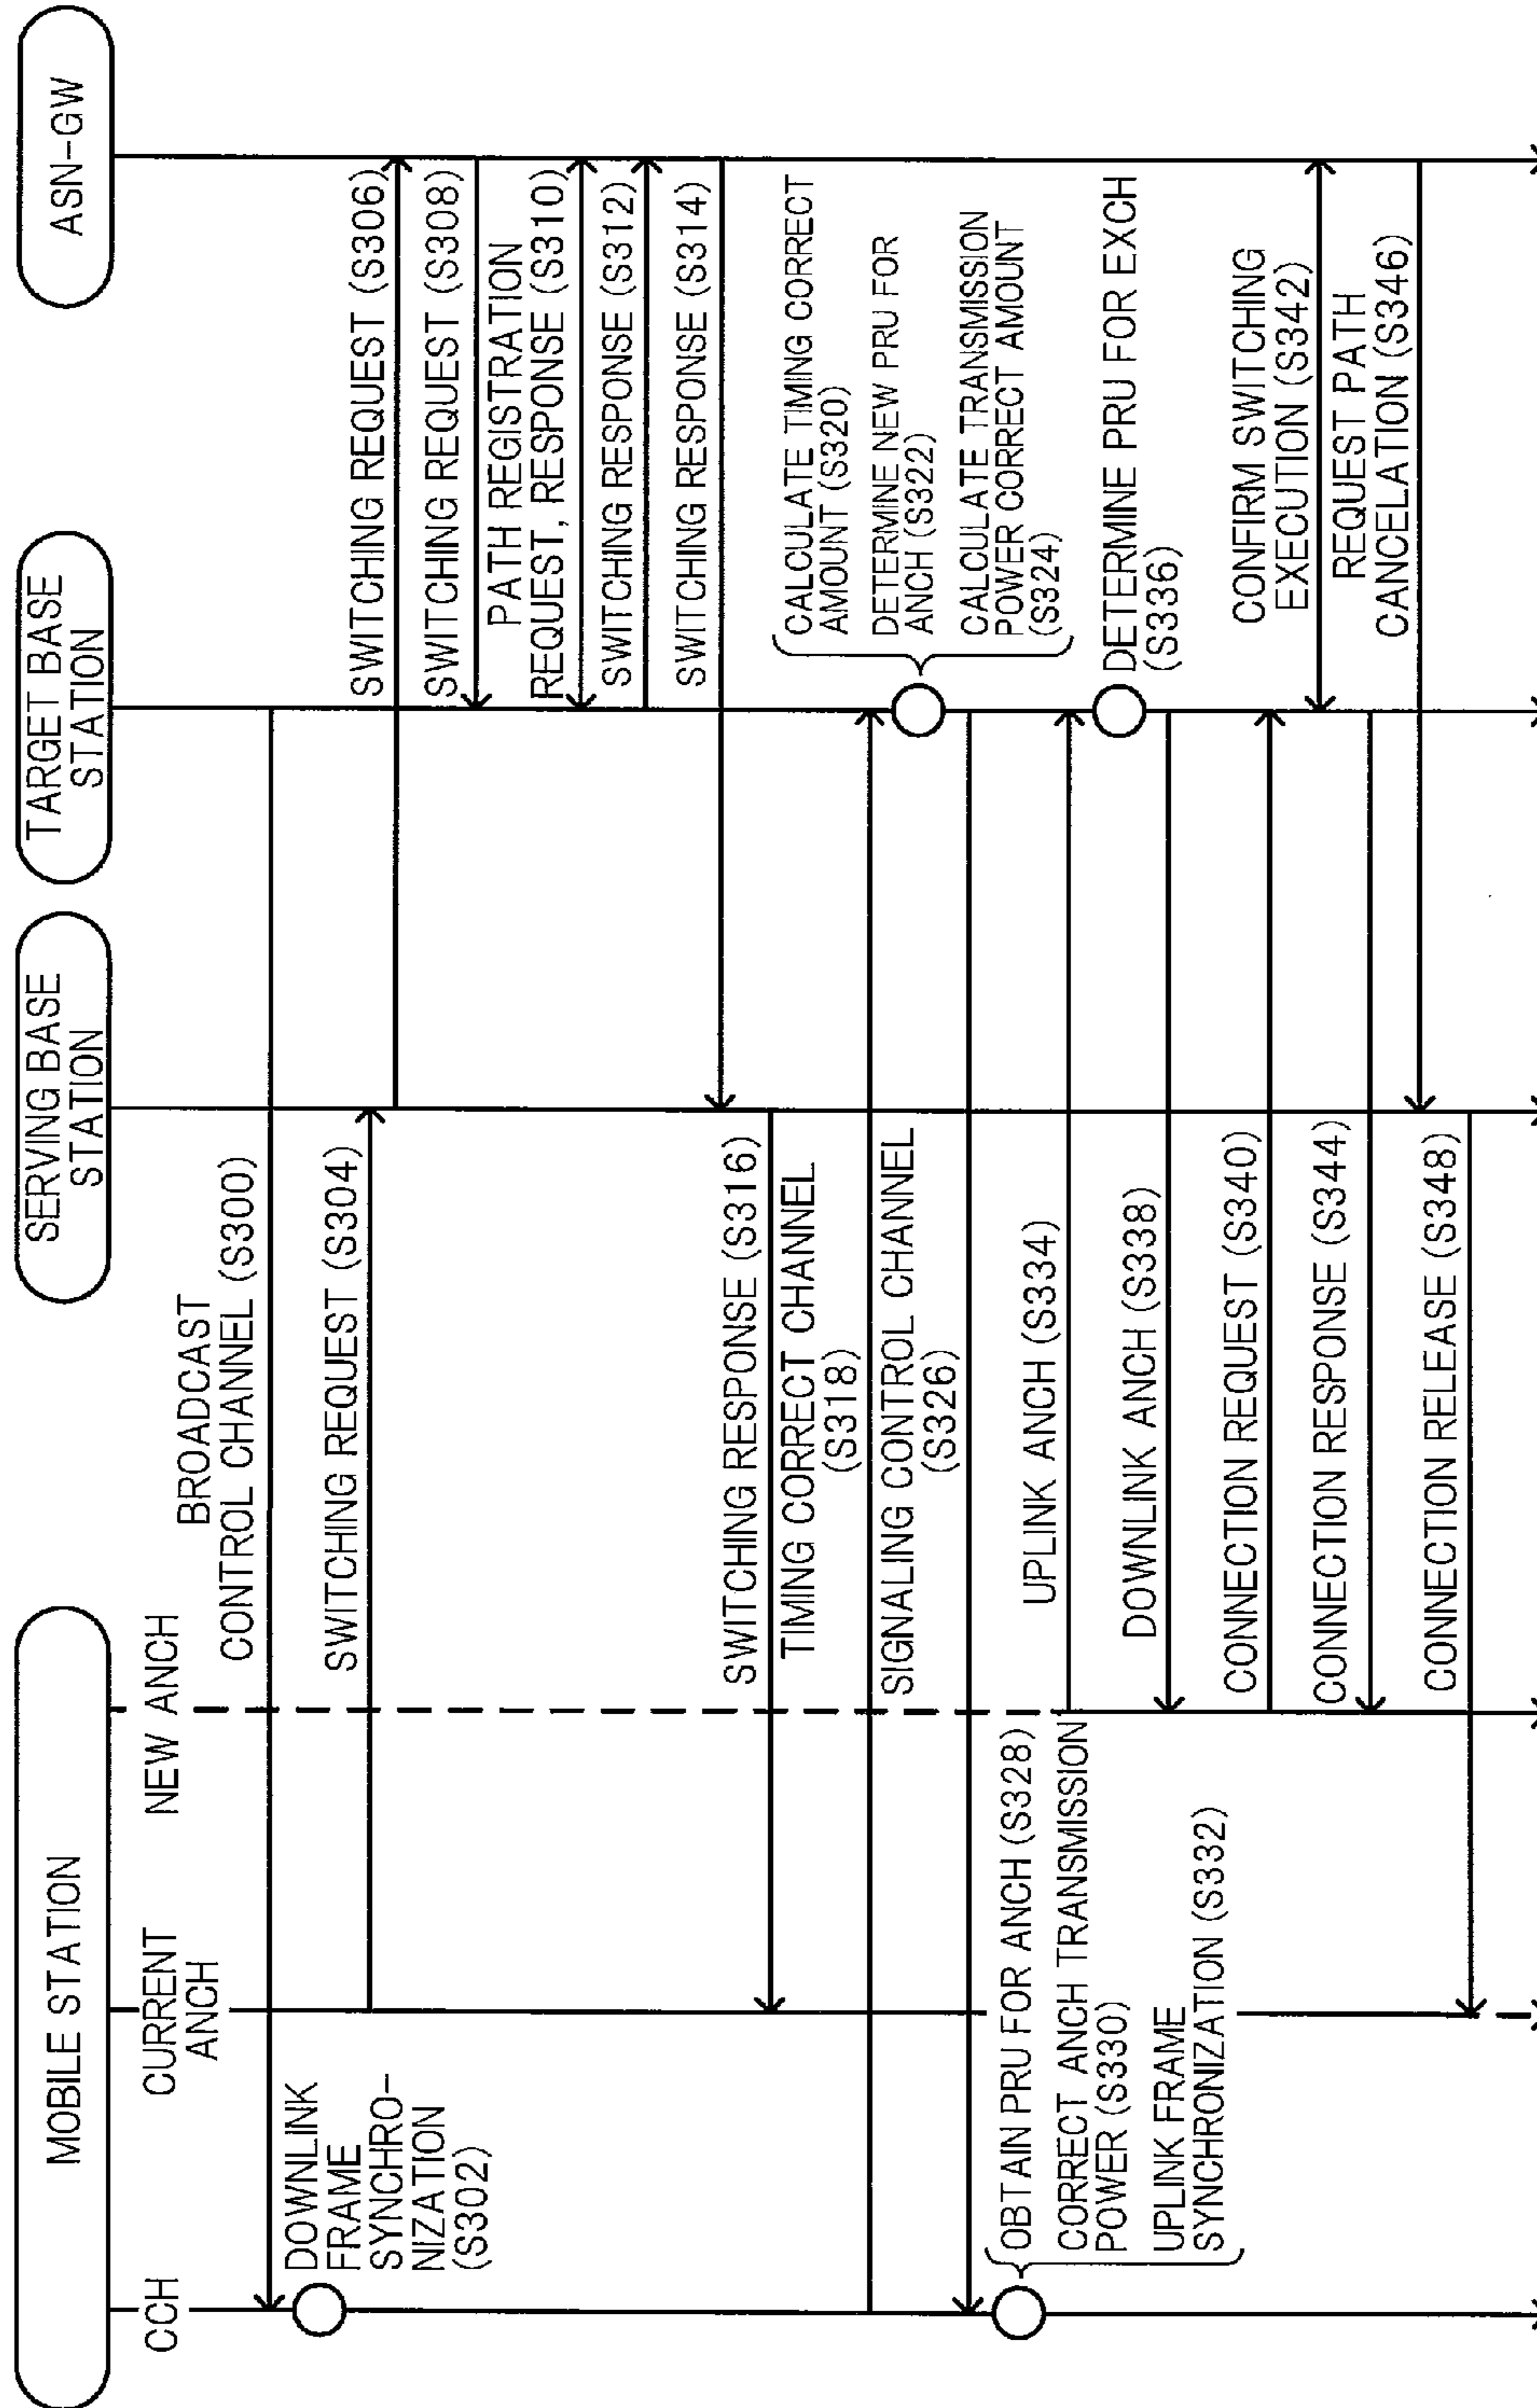 MOBILE STATION
SERVING BASE
STATION
TARGET BASE
STATION
ASN-GW
CCH
CURRENT
ANCH
NEW ANCH
BROADCAST
CONTROL CHANNEL (S300)
DOWNLINK
FRAME
SYNCHRO-
NIZATION
(S302)
SWITCHING REQUEST (S304)
SWITCHING REQUEST (S306)
SWITCHING REQUEST (S308)
PATH REGISTRATION
REQUEST, RESPONSE (S310)
SWITCHING RESPONSE (S312)
SWITCHING RESPONSE (S314)
SWITCHING RESPONSE (S316)
TIMING CORRECT CHANNEL
(S318)
CALCULATE TIMING CORRECT
AMOUNT (S320)
DETERMINE NEW PRU FOR
ANCH (S322)
CALCULATE TRANSMISSION
POWER CORRECT AMOUNT
(S324)
SIGNALING CONTROL CHANNEL
(S326)
OBTAIN PRU FOR ANCH (S328)
CORRECT ANCH TRANSMISSION
POWER (S330)
UPLINK FRAME
SYNCHRONIZATION (S332)
UPLINK ANCH (S334)
DETERMINE PRU FOR EXCH
(S336)
DOWNLINK ANCH (S338)
CONNECTION REQUEST (S340)
CONFIRM SWITCHING
EXECUTION (S342)
CONNECTION RESPONSE (S344)
REQUEST PATH
CANCELATION (S346)
CONNECTION RELEASE (S348)